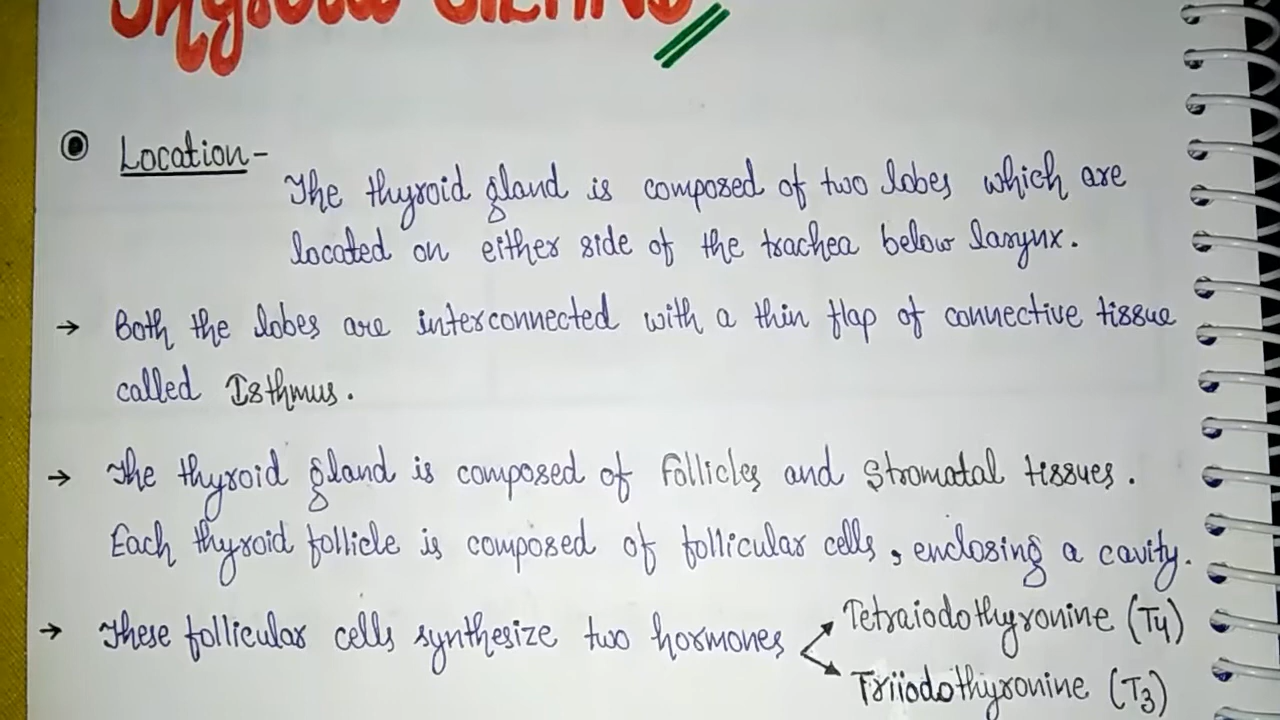 Thyroid GLAND
Location-
The thyroid gland is composed of two lobes which are
located on either side of the trachea below larynx.
→ Both the lobes are interconnected with a thin flap of connective tissue
called Isthmus.
→ The thyroid gland is composed of Follicles and Stromatal tissues.
Each thyroid follicle is composed of follicular cells, enclosing a cavity.
→ These follicular cells synthesize two hormones
Tetraiodothyronine (T4)
Triiodothyronine (T3)